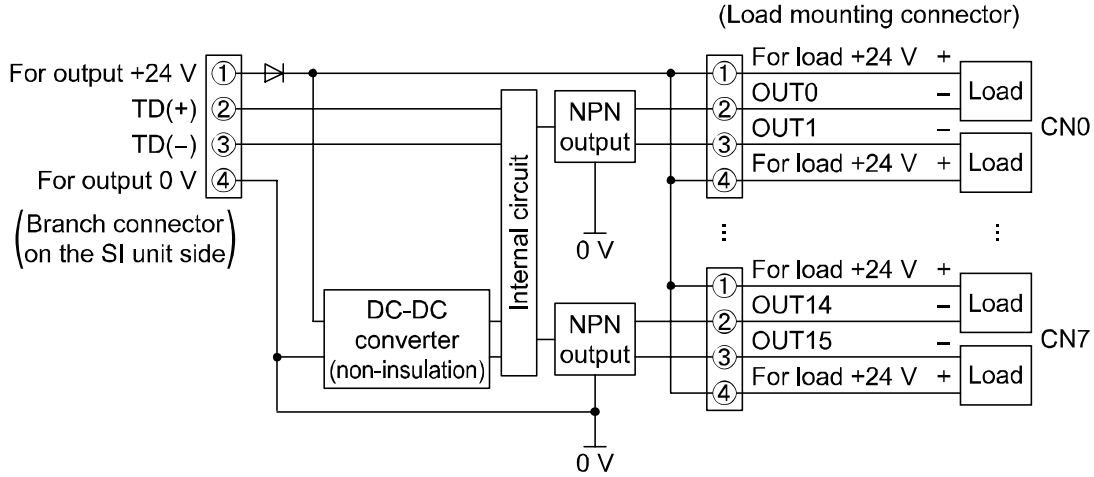 (Load mounting connector)
For output +24 V ①
TD(+) ②
TD(−) ③
For output 0 V ④
(Branch connector
on the SI unit side)
DC-DC
converter
(non-insulation)
Internal circuit
NPN
output
0 V
NPN
output
0 V
① For load +24 V +
② OUT0 −
③ OUT1 −
④ For load +24 V +
Load
Load
CN0
① For load +24 V +
② OUT14 −
③ OUT15 −
④ For load +24 V +
Load
Load
CN7